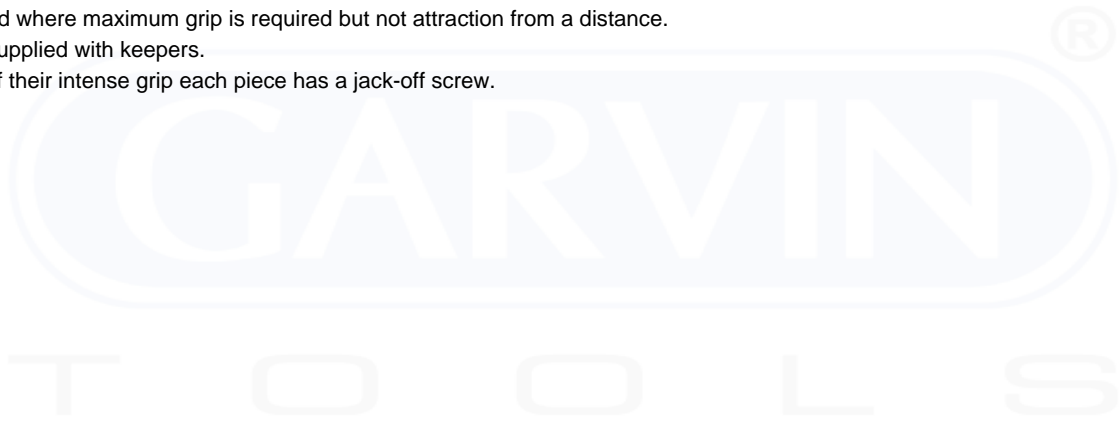 d where maximum grip is required but not attraction from a distance.
upplied with keepers.
f their intense grip each piece has a jack-off screw.
GARVIN®
TOOLS